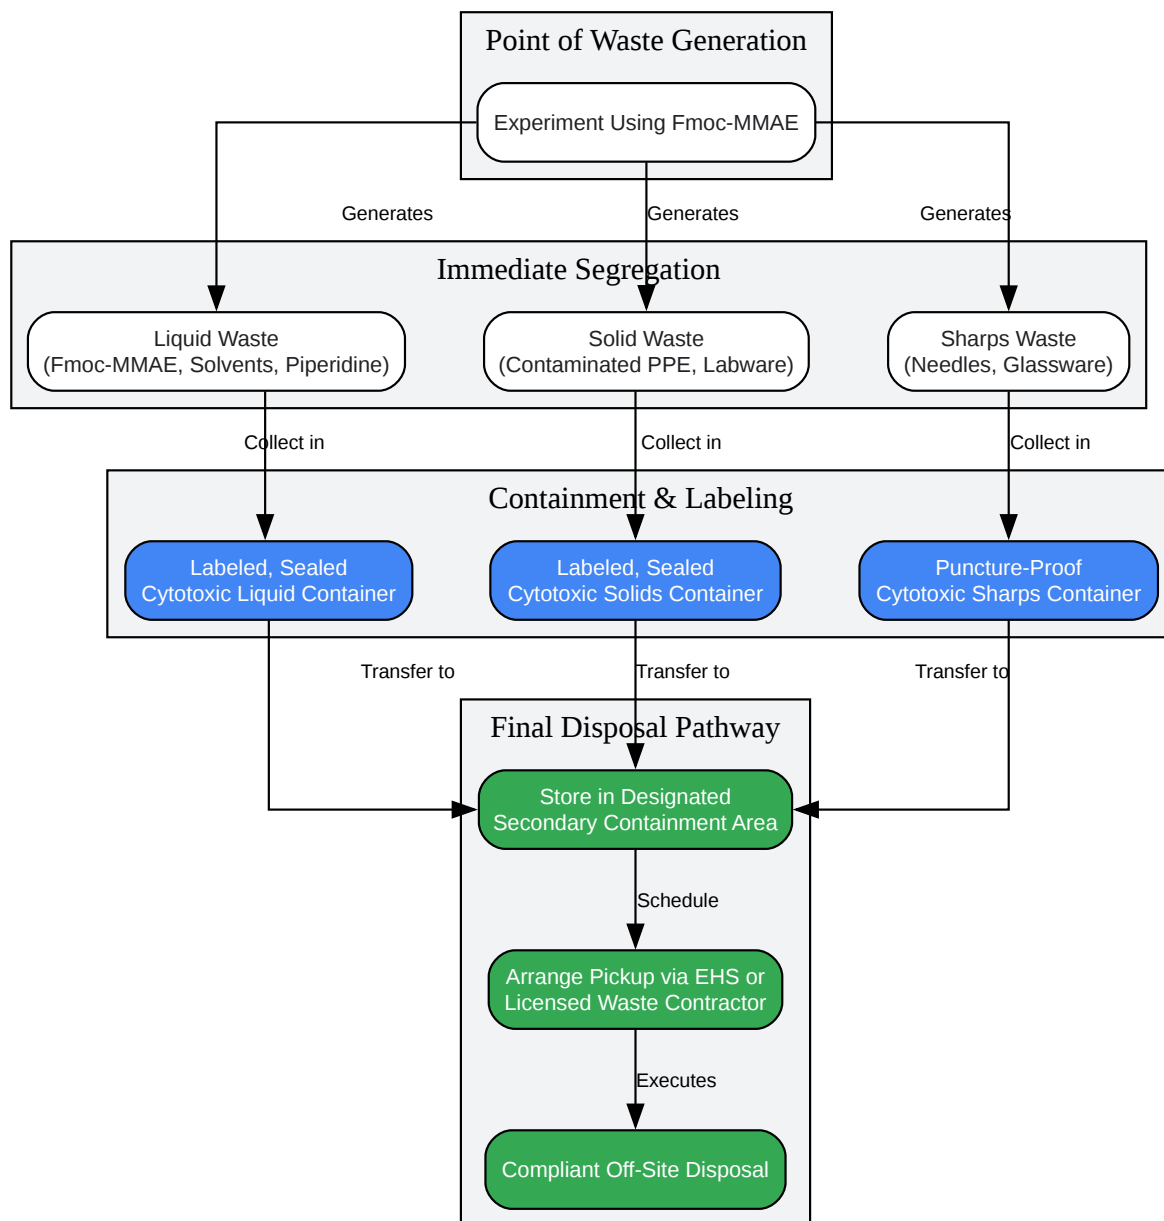 Point of Waste Generation
Experiment Using Fmoc-MMAE
Generates
Generates
Generates
Immediate Segregation
Liquid Waste
(Fmoc-MMAE, Solvents, Piperidine)
Solid Waste
(Contaminated PPE, Labware)
Sharps Waste
(Needles, Glassware)
Collect in
Collect in
Collect in
Containment & Labeling
Labeled, Sealed
Cytotoxic Liquid Container
Labeled, Sealed
Cytotoxic Solids Container
Puncture-Proof
Cytotoxic Sharps Container
Transfer to
Transfer to
Transfer to
Final Disposal Pathway
Store in Designated
Secondary Containment Area
Schedule
Arrange Pickup via EHS or
Licensed Waste Contractor
Executes
Compliant Off-Site Disposal